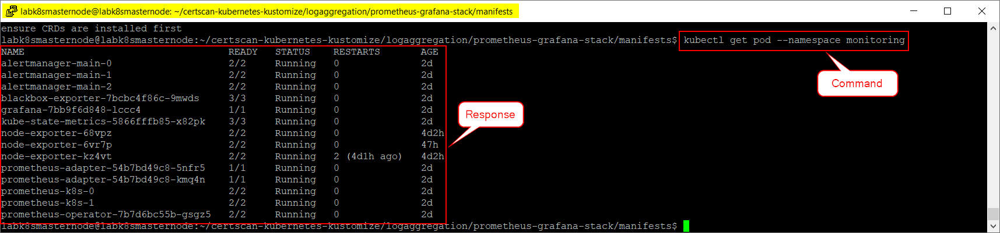 labk8smasternode@labk8smasternode: ~/certscan-kubernetes-kustomize/logaggregation/prometheus-grafana-stack/manifests
ensure CRDs are installed first
labk8smasternode@labk8smasternode:~/certscan-kubernetes-kustomize/logaggregation/prometheus-grafana-stack/manifests$ kubectl get pod --namespace monitoring
NAME READY STATUS RESTARTS AGE
alertmanager-main-0 2/2 Running 0 2d
alertmanager-main-1 2/2 Running 0 2d
Command
alertmanager-main-2 2/2 Running 0 2d
blackbox-exporter-7bcbc4f86c-9mwds 3/3 Running 0 2d
grafana-7bb9f6d848-lccc4 1/1 Running 0 2d
Response
kube-state-metrics-5866fffb85-x82pk 3/3 Running 0 2d
node-exporter-68vpz 2/2 Running 0 4d2h
node-exporter-6vr7p 2/2 Running 0 47h
node-exporter-kz4vt 2/2 Running 2 (4d1h ago) 4d2h
prometheus-adapter-54b7bd49c8-5nfr5 1/1 Running 0 2d
prometheus-adapter-54b7bd49c8-kmq4n 1/1 Running 0 2d
prometheus-k8s-0 2/2 Running 0 2d
prometheus-k8s-1 2/2 Running 0 2d
prometheus-operator-7b7d6bc55b-gsgz5 2/2 Running 0 2d
labk8smasternode@labk8smasternode:~/certscan-kubernetes-kustomize/logaggregation/prometheus-grafana-stack/manifests$